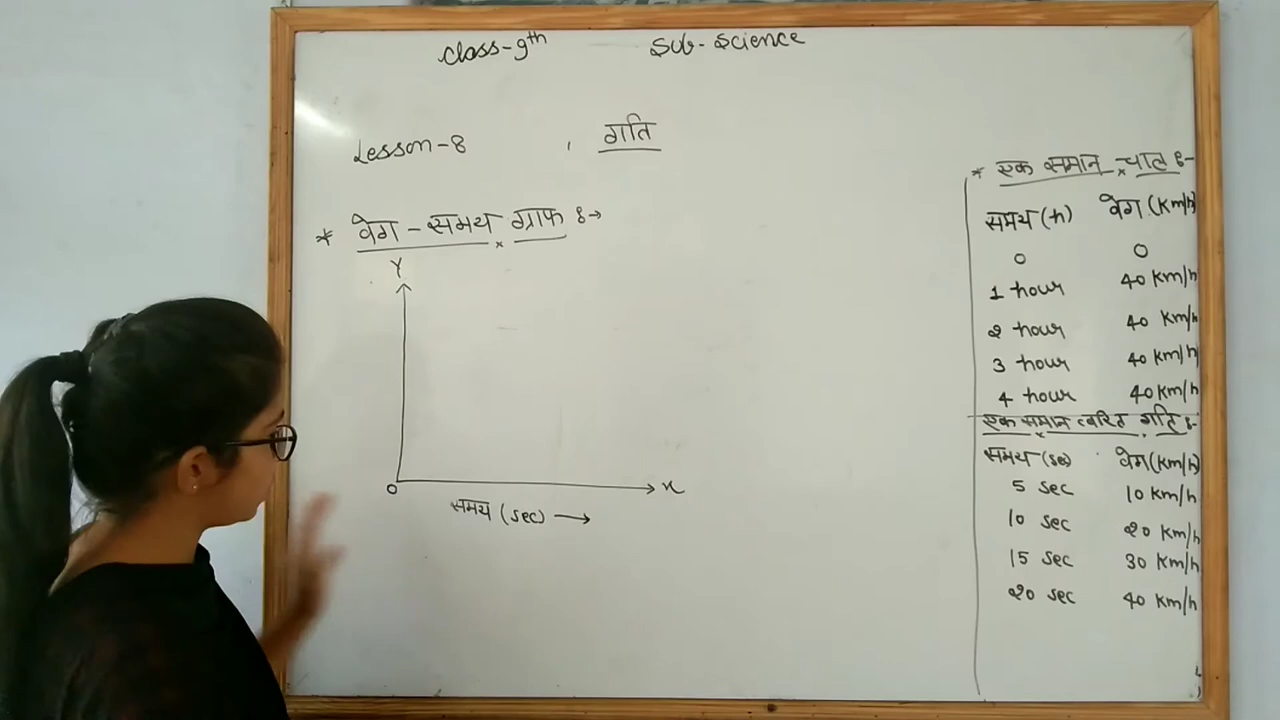 Class-9th Sub-Science
Lesson-8 , गति
* वेग-समय ग्राफ :→
Y
O x
समय (sec) →
* एक समान चाल :-
समय (h) वेग (Km/h)
0 0
1 hour 40 Km/h
2 hour 40 Km/h
3 hour 40 Km/h
4 hour 40 Km/h
एक समान त्वरित गति :-
समय (sec) वेग (Km/h)
5 sec 10 Km/h
10 sec 20 Km/h
15 sec 30 Km/h
20 sec 40 Km/h